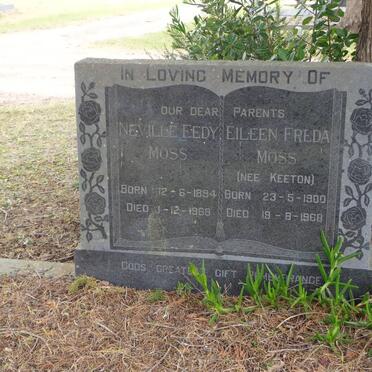 IN LOVING MEMORY OF
OUR DEAR PARENTS
NEVILLE EEDY
MOSS
BORN 12-6-1894
DIED -12-1969
EILEEN FREDA
MOSS
(NEE KEETON)
BORN 23-5-1900
DIED 19-8-1968
GODS GREATEST GIFT